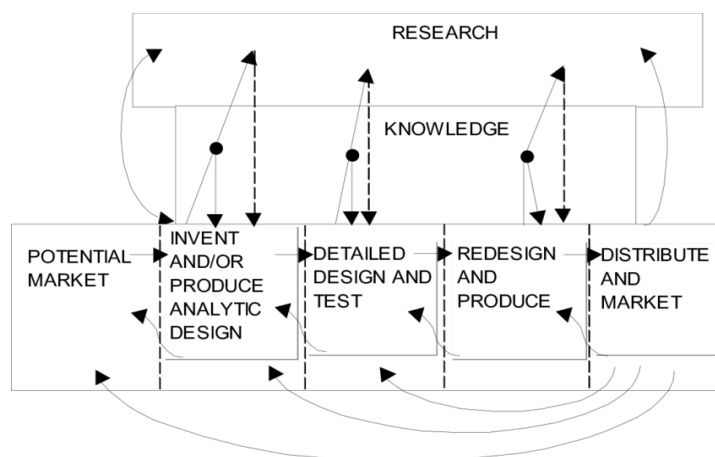 RESEARCH
KNOWLEDGE
POTENTIAL
MARKET
INVENT
AND/OR
PRODUCE
ANALYTIC
DESIGN
DETAILED
DESIGN AND
TEST
REDESIGN
AND
PRODUCE
DISTRIBUTE
AND
MARKET